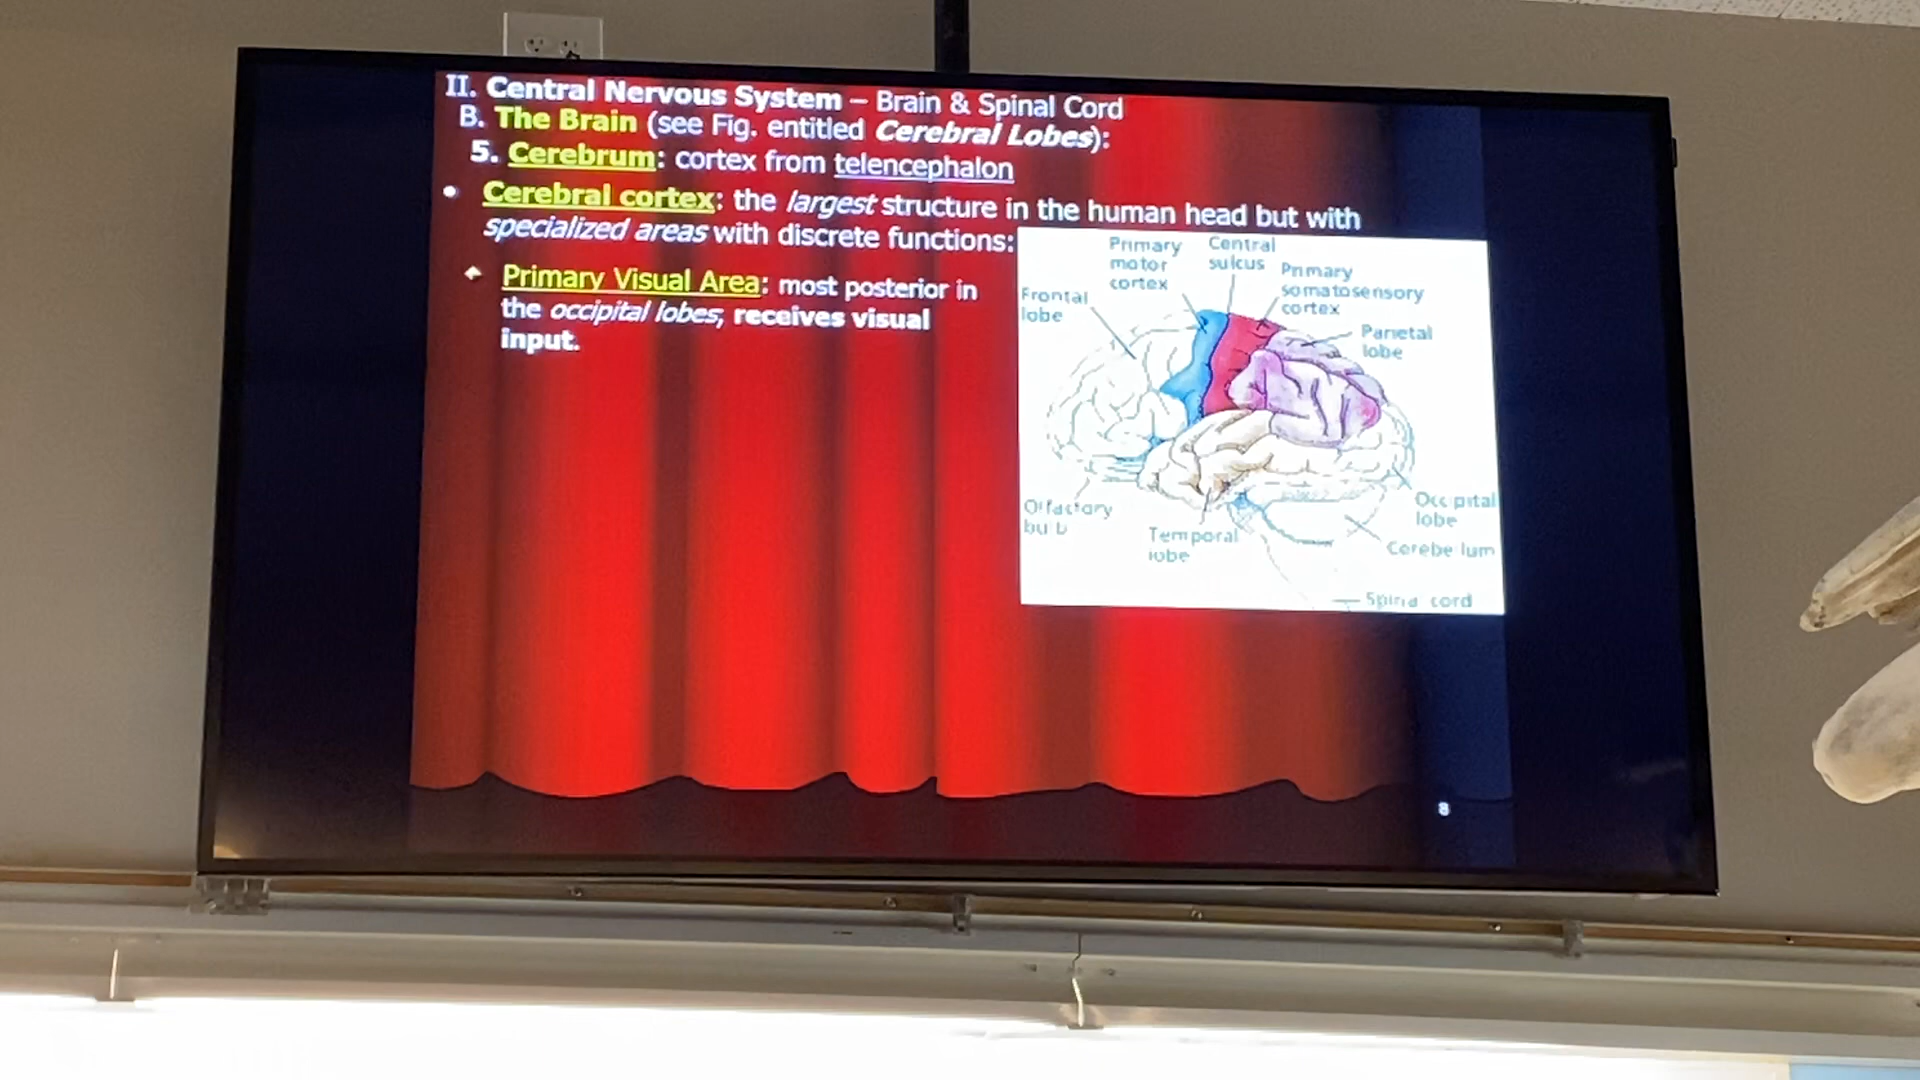 II. Central Nervous System – Brain & Spinal Cord
B. The Brain (see Fig. entitled Cerebral Lobes):
5. Cerebrum: cortex from telencephalon
• Cerebral cortex: the largest structure in the human head but with
specialized areas with discrete functions:
Primary Visual Area: most posterior in
the occipital lobes, receives visual
input.
Primary
motor
cortex
Central
sulcus
Primary
somatosensory
cortex
Frontal
lobe
Parietal
lobe
Olfactory
bulb
Temporal
lobe
Occipital
lobe
Cerebellum
Spinal cord
8